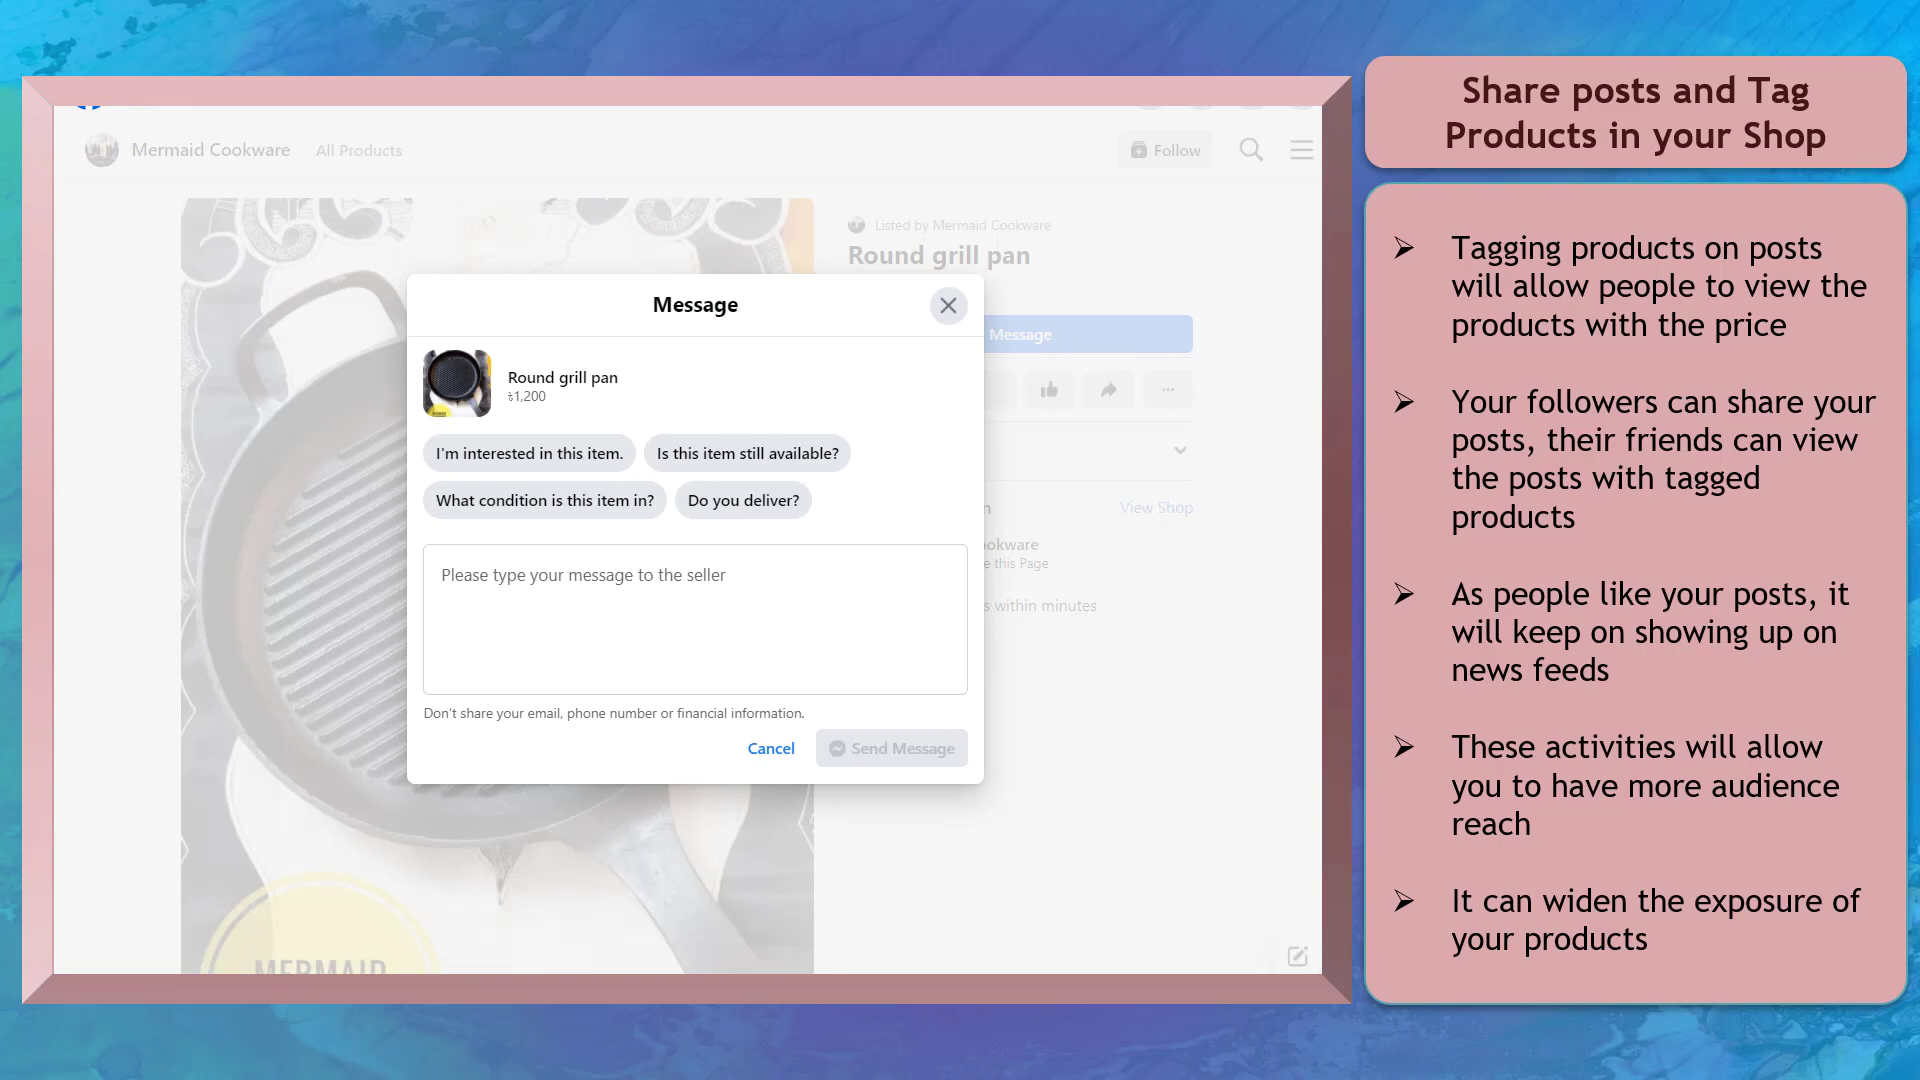 Share posts and Tag
Products in your Shop
Mermaid Cookware
All Products
Follow
Listed by Mermaid Cookware
Round grill pan
Message
Message
Round grill pan
৳1,200
I'm interested in this item.
Is this item still available?
What condition is this item in?
Do you deliver?
View Shop
Please type your message to the seller
this Page
within minutes
Don't share your email, phone number or financial information.
Cancel
Send Message
MERMAID
➢ Tagging products on posts
will allow people to view the
products with the price
➢ Your followers can share your
posts, their friends can view
the posts with tagged
products
➢ As people like your posts, it
will keep on showing up on
news feeds
➢ These activities will allow
you to have more audience
reach
➢ It can widen the exposure of
your products